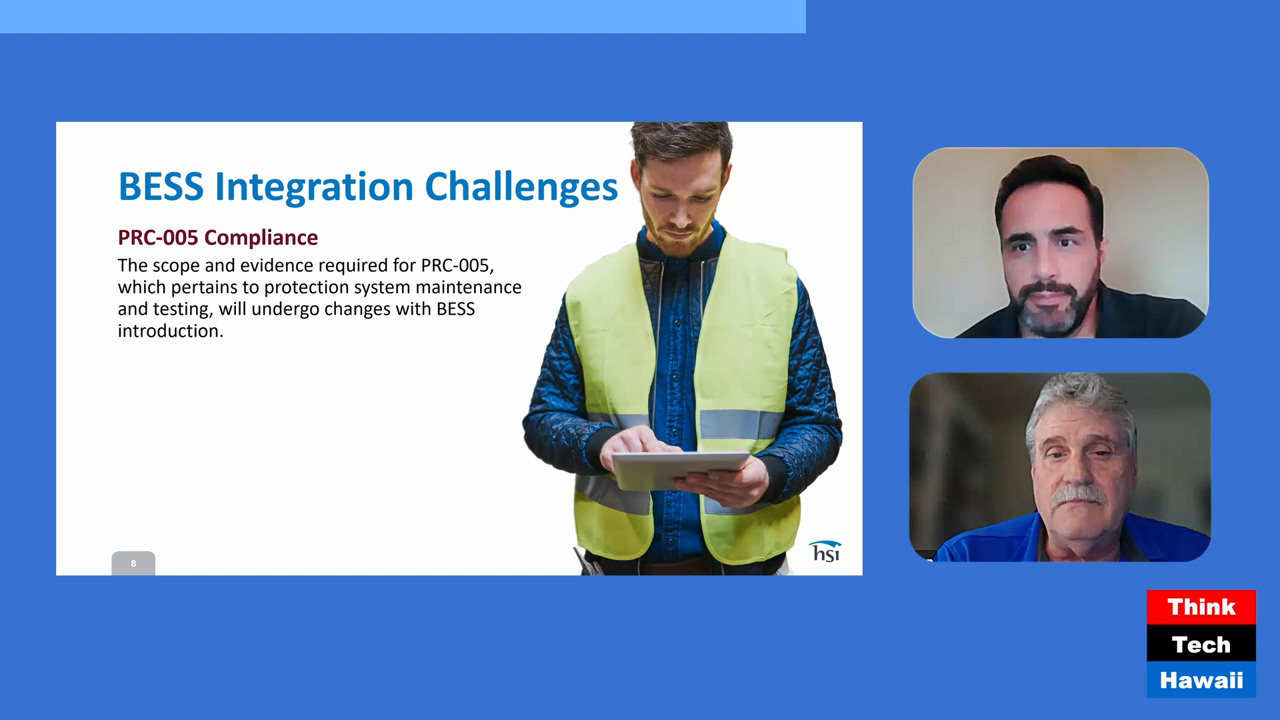 BESS Integration Challenges
PRC-005 Compliance
The scope and evidence required for PRC-005,
which pertains to protection system maintenance
and testing, will undergo changes with BESS
introduction.
8
hsi
Think
Tech
Hawaii